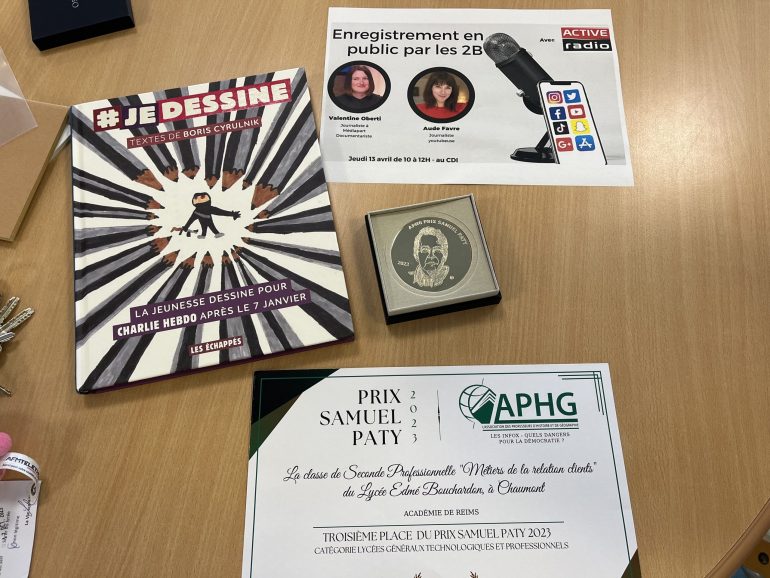 Enregistrement en
public par les 2B
Avec
ACTIVE
radio
Valentine Oberti
Journaliste à
Médiapart
Documentariste
Aude Favre
Journaliste
youtubeuse
Jeudi 13 avril de 10 à 12H - au CDI
#JE DESSINE
TEXTES DE BORIS CYRULNIK
LA JEUNESSE DESSINE POUR
CHARLIE HEBDO APRÈS LE 7 JANVIER
LES ÉCHAPPÉS
APHG PRIX SAMUEL PATY
2023
PRIX
SAMUEL
PATY
2023
APHG
L'ASSOCIATION DES PROFESSEURS D'HISTOIRE ET DE GÉOGRAPHIE
LES INFOX : QUELS DANGERS
POUR LA DÉMOCRATIE ?
La classe de Seconde Professionnelle "Métiers de la relation clients"
du Lycée Edmé Bouchardon, à Chaumont
ACADÉMIE DE REIMS
TROISIÈME PLACE DU PRIX SAMUEL PATY 2023
CATÉGORIE LYCÉES GÉNÉRAUX TECHNOLOGIQUES ET PROFESSIONNELS